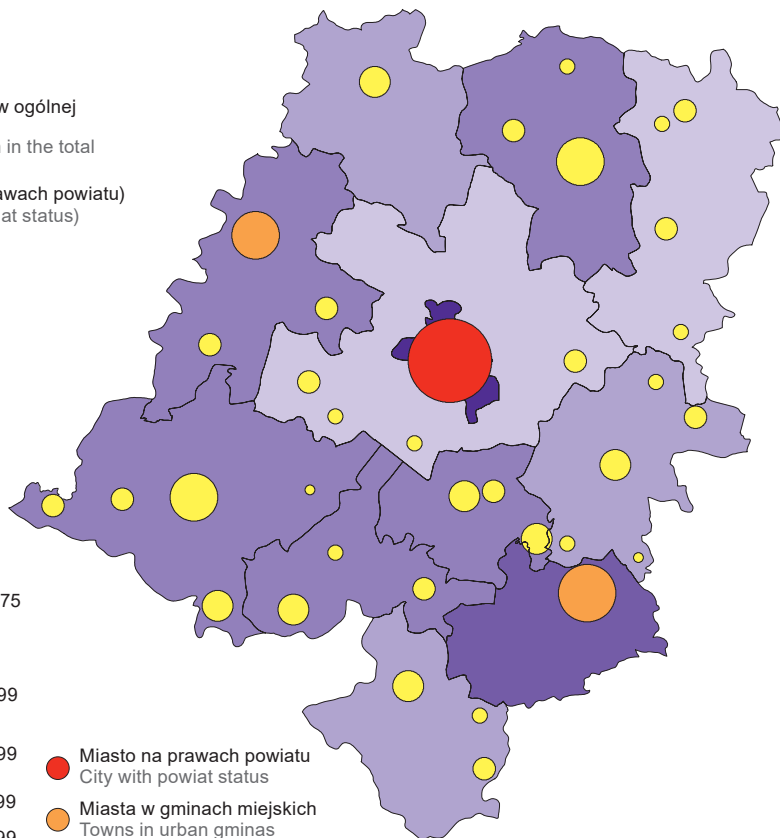 w ogólnej
in the total
awach powiatu)
at status)
75
99
99
99
99
Miasto na prawach powiatu
City with powiat status
Miasta w gminach miejskich
Towns in urban gminas